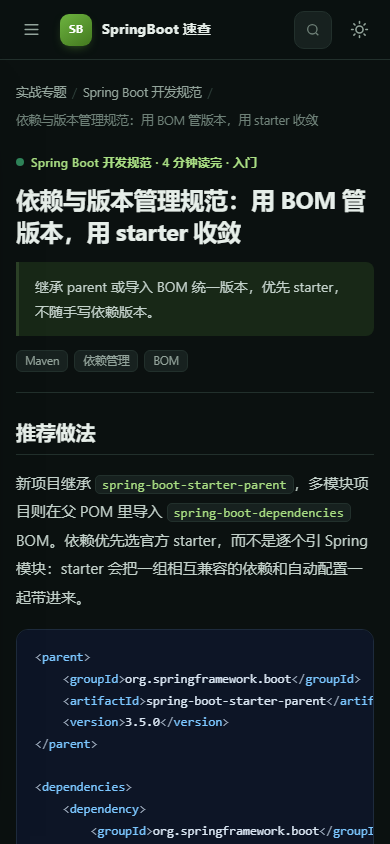 SB SpringBoot 速查
实战专题 / Spring Boot 开发规范 /
依赖与版本管理规范：用 BOM 管版本，用 starter 收敛
Spring Boot 开发规范 · 4 分钟读完 · 入门
依赖与版本管理规范：用 BOM 管
版本，用 starter 收敛
继承 parent 或导入 BOM 统一版本，优先 starter，
不随手写依赖版本。
Maven 依赖管理 BOM
推荐做法
新项目继承 spring-boot-starter-parent，多模块项
目则在父 POM 里导入 spring-boot-dependencies
BOM。依赖优先选官方 starter，而不是逐个引 Spring
模块：starter 会把一组相互兼容的依赖和自动配置一
起带进来。
<parent>
    <groupId>org.springframework.boot</groupId>
    <artifactId>spring-boot-starter-parent</artif
    <version>3.5.0</version>
</parent>
<dependencies>
    <dependency>
        <groupId>org.springframework.boot</groupI